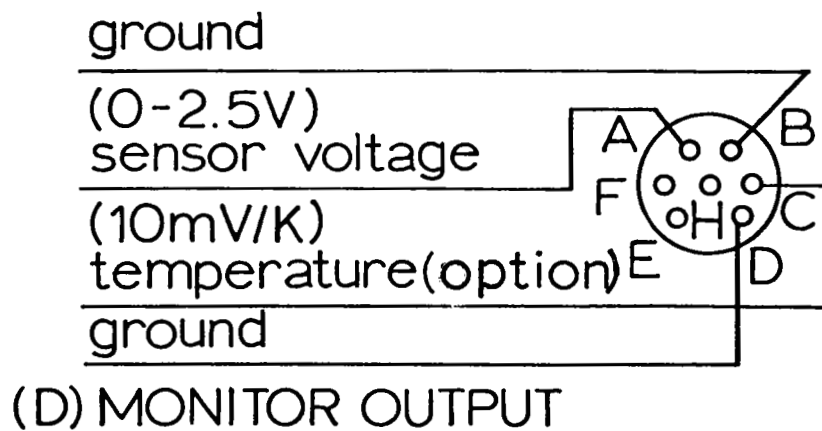 ground
(0-2.5V)
sensor voltage
(10mV/K)
temperature(option)
ground
A
B
F
C
H
E
D
(D) MONITOR OUTPUT